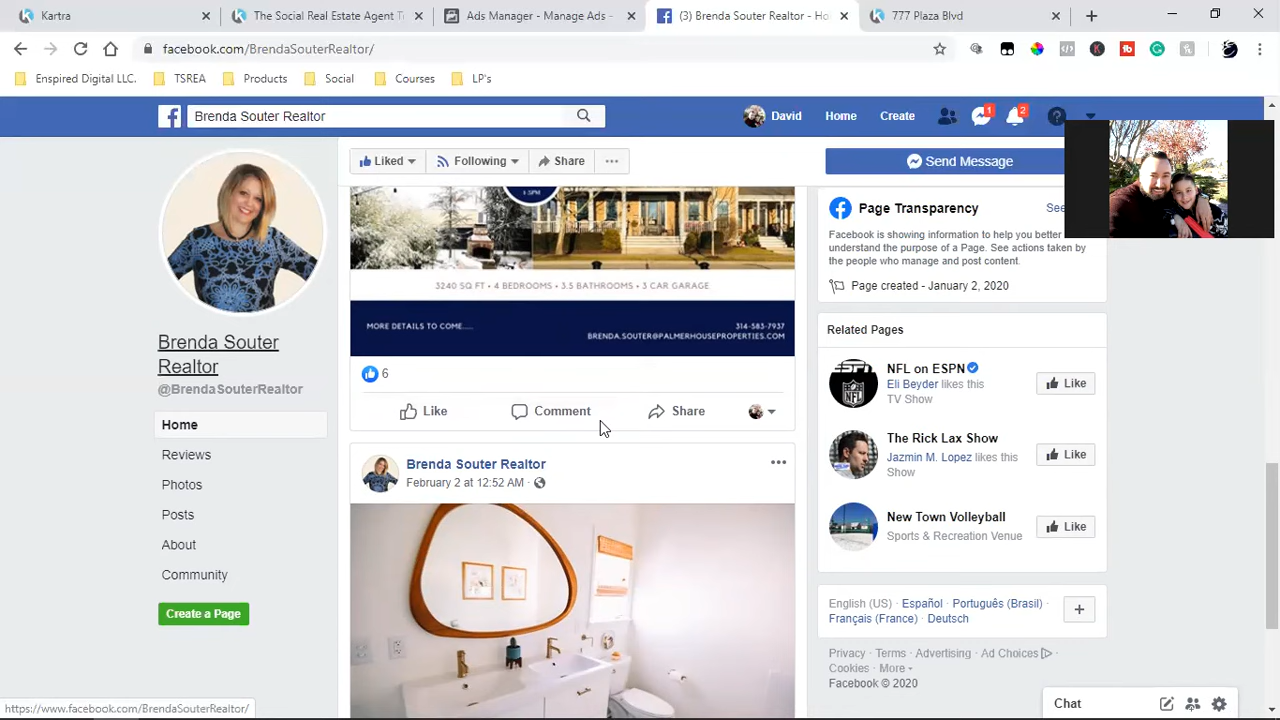 Kartra
The Social Real Estate Agent T
Ads Manager - Manage Ads -
(3) Brenda Souter Realtor - Ho
777 Plaza Blvd
facebook.com/BrendaSouterRealtor/
Enspired Digital LLC.
TSREA
Products
Social
Courses
LP's
Brenda Souter Realtor
David
Home
Create
1
2
Liked
Following
Share
Send Message
4-5PM
3240 SQ FT • 4 BEDROOMS • 3.5 BATHROOMS • 3 CAR GARAGE
MORE DETAILS TO COME.....
314-583-7937
BRENDA.SOUTER@PALMERHOUSEPROPERTIES.COM
6
Like
Comment
Share
Brenda Souter Realtor
February 2 at 12:52 AM ·
Brenda Souter
Realtor
@BrendaSouterRealtor
Home
Reviews
Photos
Posts
About
Community
Create a Page
Page Transparency
See
Facebook is showing information to help you better
understand the purpose of a Page. See actions taken by
the people who manage and post content.
Page created - January 2, 2020
Related Pages
NFL on ESPN
Eli Beyder likes this
TV Show
Like
The Rick Lax Show
Jazmin M. Lopez likes this
Show
Like
New Town Volleyball
Sports & Recreation Venue
Like
English (US) · Español · Português (Brasil) ·
Français (France) · Deutsch
Privacy · Terms · Advertising · Ad Choices ·
Cookies · More
Facebook © 2020
Chat
https://www.facebook.com/BrendaSouterRealtor/